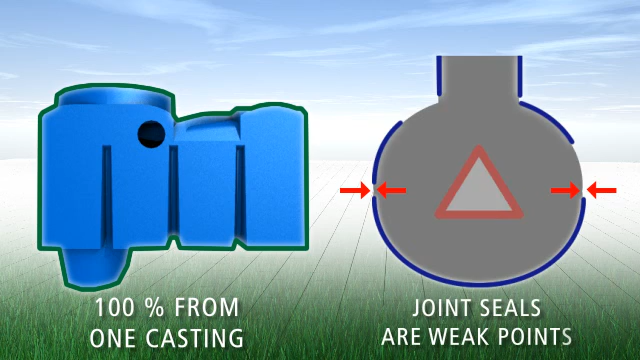 100 % FROM
ONE CASTING
JOINT SEALS
ARE WEAK POINTS